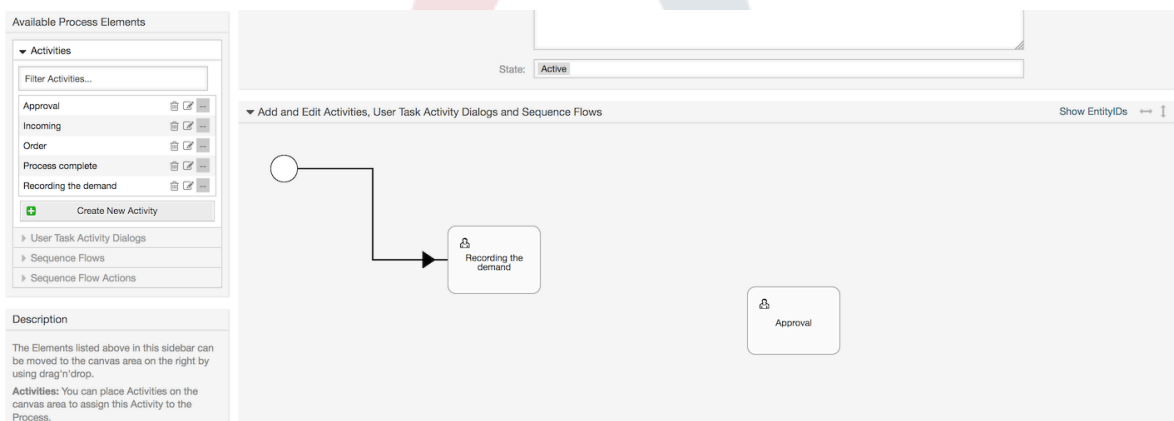 Available Process Elements
Activities
Filter Activities...
Approval
Incoming
Order
Process complete
Recording the demand
Create New Activity
User Task Activity Dialogs
Sequence Flows
Sequence Flow Actions
Description
The Elements listed above in this sidebar can
be moved to the canvas area on the right by
using drag'n'drop.
Activities: You can place Activities on the
canvas area to assign this Activity to the
Process.
State: Active
Add and Edit Activities, User Task Activity Dialogs and Sequence Flows
Show EntityIDs
Recording the
demand
Approval